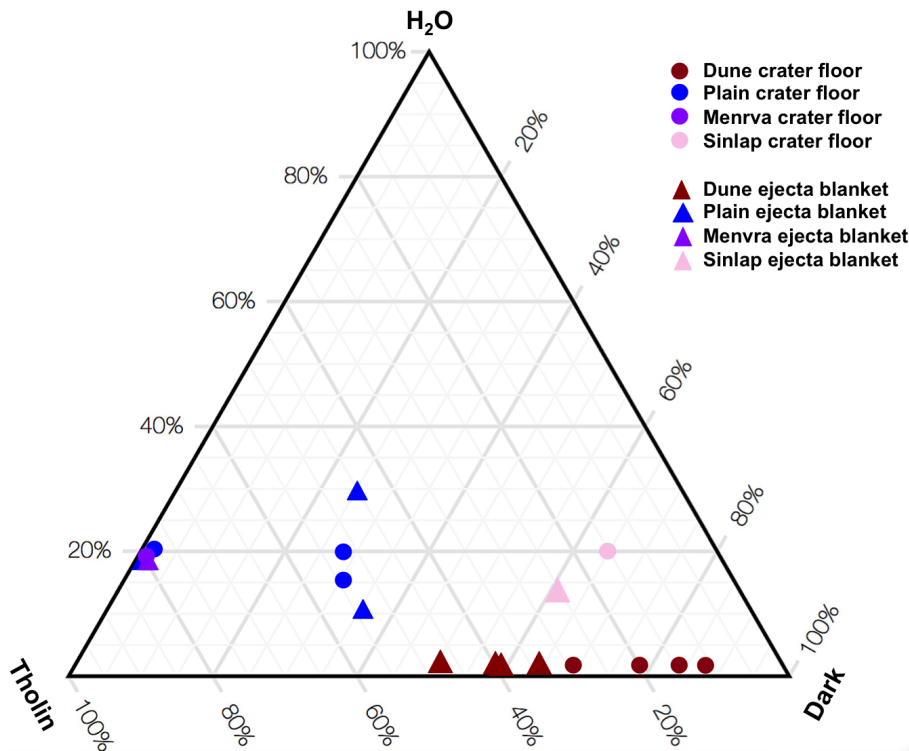 H₂O
100%
80%
60%
40%
20%
20%
40%
60%
80%
100%
Tholin
100%
80%
60%
40%
20%
Dark
Dune crater floor
Plain crater floor
Menrva crater floor
Sinlap crater floor
Dune ejecta blanket
Plain ejecta blanket
Menvra ejecta blanket
Sinlap ejecta blanket